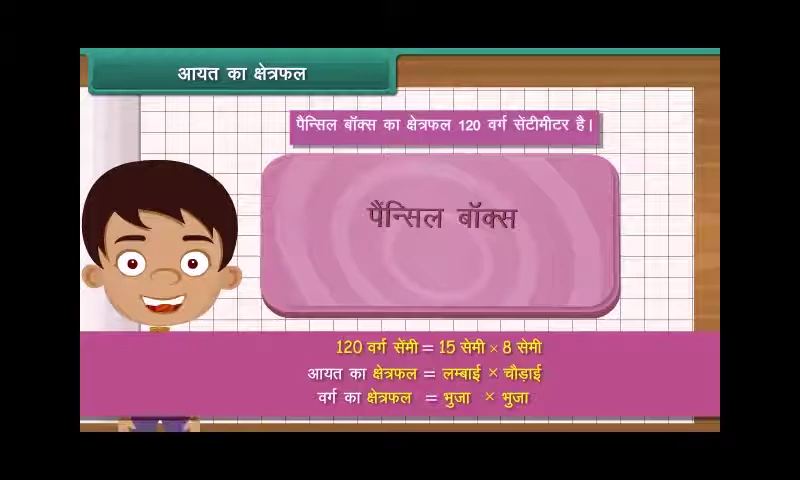 आयत का क्षेत्रफल
पैन्सिल बॉक्स का क्षेत्रफल 120 वर्ग सेंटीमीटर है।
पैंन्सिल बॉक्स
120 वर्ग सेंमी = 15 सेमी × 8 सेमी
आयत का क्षेत्रफल = लम्बाई × चौड़ाई
वर्ग का क्षेत्रफल = भुजा × भुजा